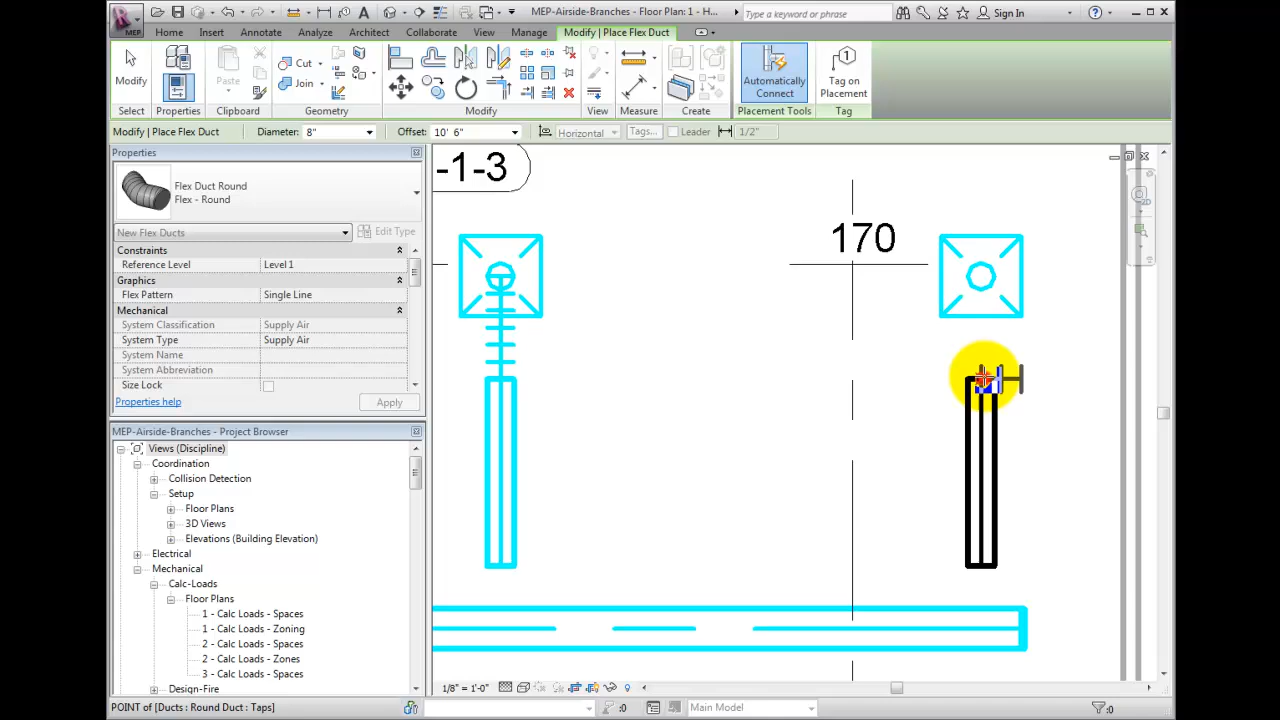 MEP-Airside-Branches - Floor Plan: 1 - H...
Type a keyword or phrase
Sign In
MEP
Home
Insert
Annotate
Analyze
Architect
Collaborate
View
Manage
Modify | Place Flex Duct
Modify
Paste
Cut
Join
Automatically
Connect
Tag on
Placement
Select
Properties
Clipboard
Geometry
Modify
View
Measure
Create
Placement Tools
Tag
Modify | Place Flex Duct
Diameter: 8"
Offset: 10' 6"
Horizontal
Tags...
Leader
1/2"
Properties
Flex Duct Round
Flex - Round
New Flex Ducts
Edit Type
Constraints
Reference Level Level 1
Graphics
Flex Pattern Single Line
Mechanical
System Classification Supply Air
System Type Supply Air
System Name
System Abbreviation
Size Lock
Properties help
Apply
MEP-Airside-Branches - Project Browser
Views (Discipline)
Coordination
Collision Detection
Setup
Floor Plans
3D Views
Elevations (Building Elevation)
Electrical
Mechanical
Calc-Loads
Floor Plans
1 - Calc Loads - Spaces
1 - Calc Loads - Zoning
2 - Calc Loads - Spaces
2 - Calc Loads - Zones
3 - Calc Loads - Spaces
Design-Fire
-1-3
170
1/8" = 1'-0"
POINT of [Ducts : Round Duct : Taps]
:0
Main Model
:0